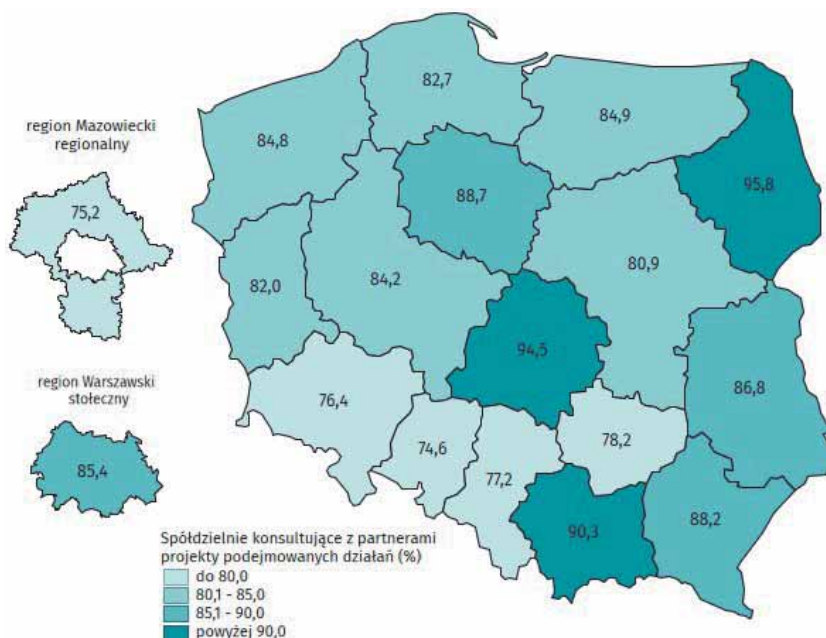 region Mazowiecki
regionalny
75,2
region Warszawski
stołeczny
85,4
82,7
84,8
84,9
95,8
88,7
82,0
84,2
80,9
94,5
76,4
86,8
74,6
77,2
78,2
90,3
88,2
Spółdzielnie konsultujące z partnerami
projekty podejmowanych działań (%)
do 80,0
80,1 - 85,0
85,1 - 90,0
powyżej 90,0